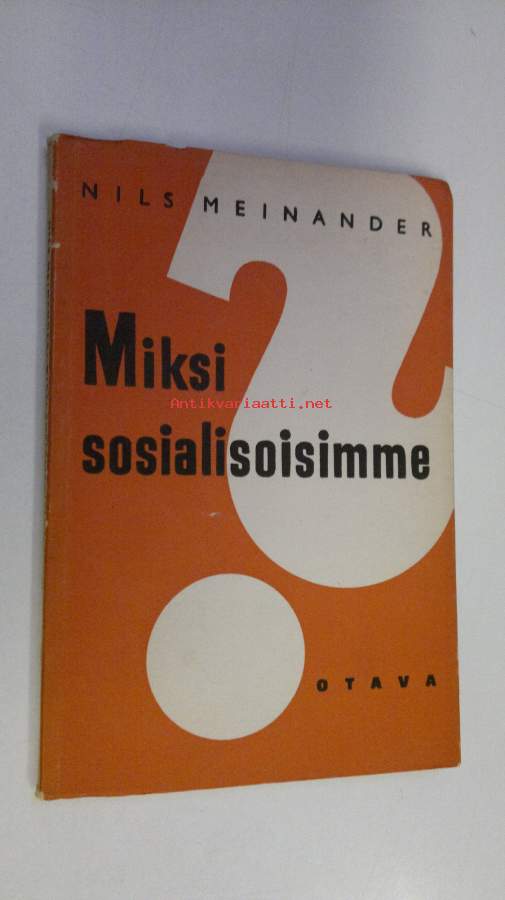 NILS MEINANDER
Miksi
Antikvariaatti.net
sosialisoisimme
?
OTAVA